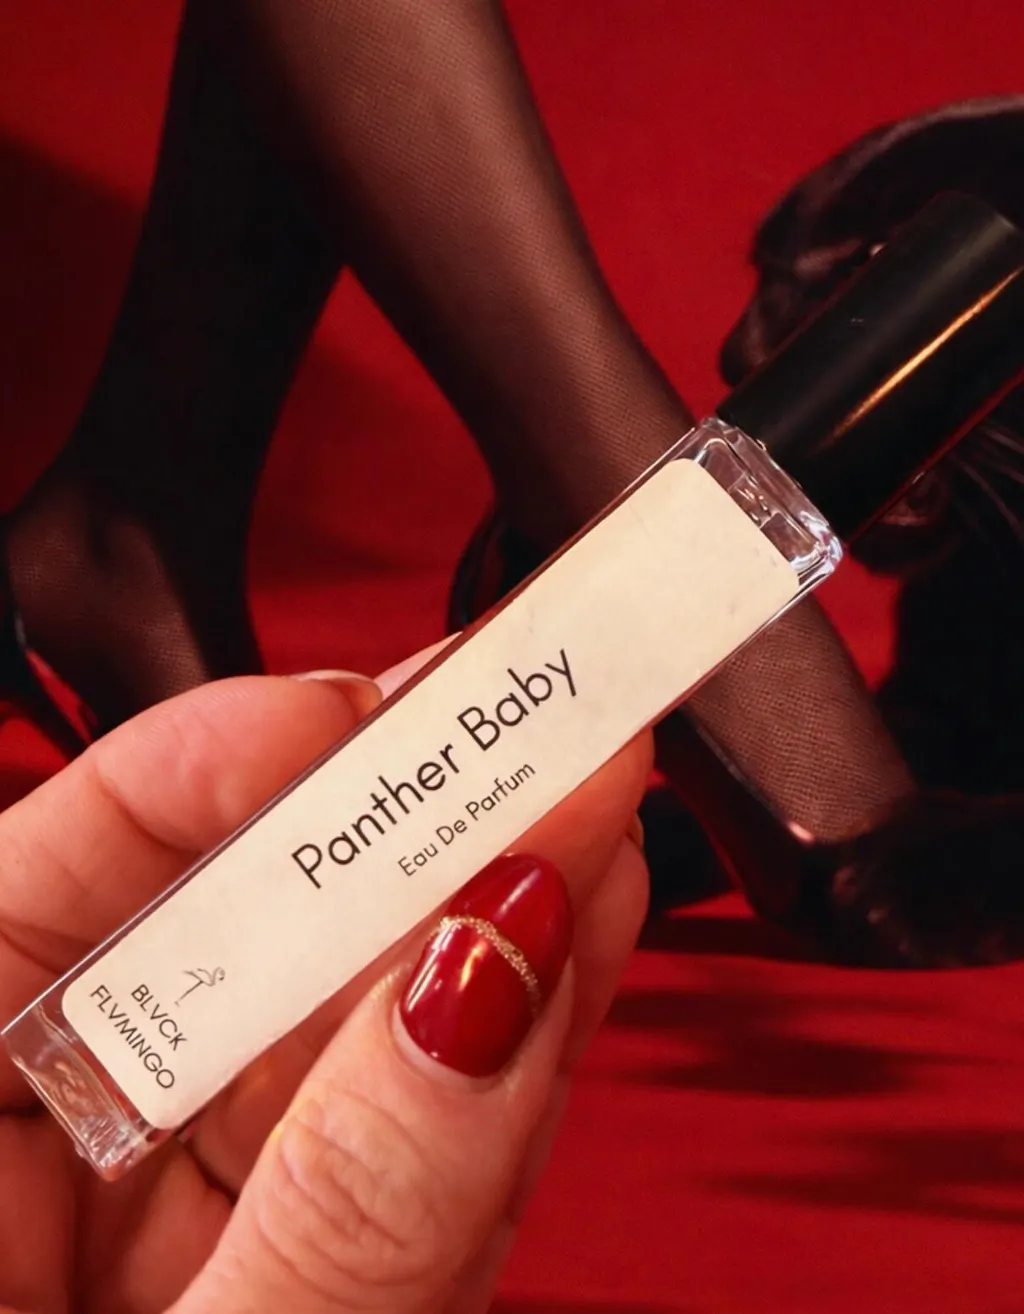 Panther Baby
Eau De Parfum
BLVCK
FLVMINGO